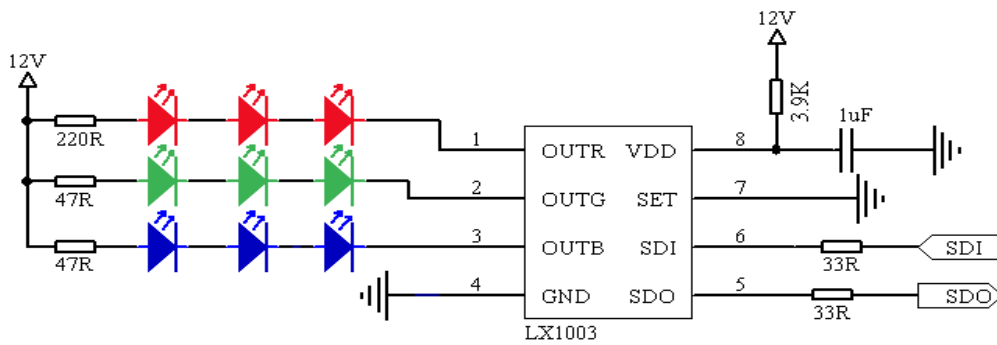 12V
12V
3.9K
1uF
220R
1
OUTR
VDD
8
47R
2
OUTG
SET
7
47R
3
OUTB
SDI
6
33R
SDI
4
GND
SDO
5
33R
SDO
LX1003